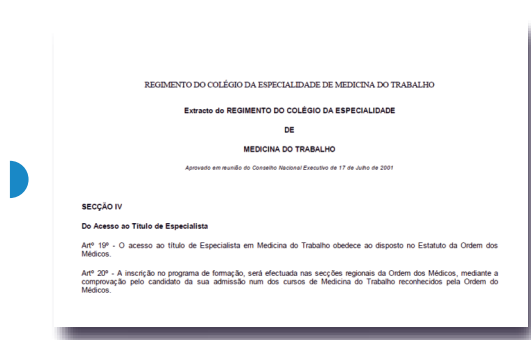 REGIMENTO DO COLÉGIO DA ESPECIALIDADE DE MEDICINA DO TRABALHO
Extracto do REGIMENTO DO COLÉGIO DA ESPECIALIDADE
DE
MEDICINA DO TRABALHO
Aprovado em reunião do Conselho Nacional Executivo de 17 de Julho de 2001
SECÇÃO IV
Do Acesso ao Título de Especialista
Artº 19º - O acesso ao título de Especialista em Medicina do Trabalho obedece ao disposto no Estatuto da Ordem dos
Médicos.
Artº 20º - A inscrição no programa de formação, será efectuada nas secções regionais da Ordem dos Médicos, mediante a
comprovação pelo candidato da sua admissão num dos cursos de Medicina do Trabalho reconhecidos pela Ordem do
Médicos.